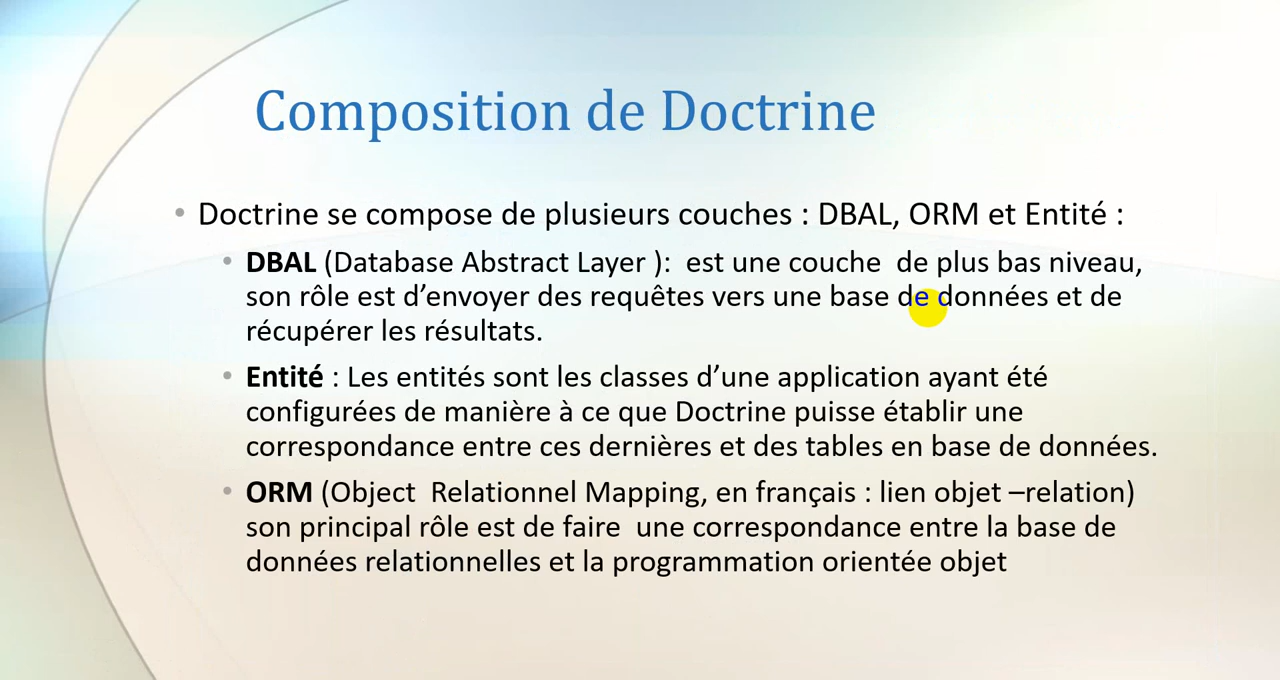 Composition de Doctrine
• Doctrine se compose de plusieurs couches : DBAL, ORM et Entité :
• DBAL (Database Abstract Layer ): est une couche de plus bas niveau,
son rôle est d’envoyer des requêtes vers une base de données et de
récupérer les résultats.
• Entité : Les entités sont les classes d’une application ayant été
configurées de manière à ce que Doctrine puisse établir une
correspondance entre ces dernières et des tables en base de données.
• ORM (Object Relationnel Mapping, en français : lien objet –relation)
son principal rôle est de faire une correspondance entre la base de
données relationnelles et la programmation orientée objet